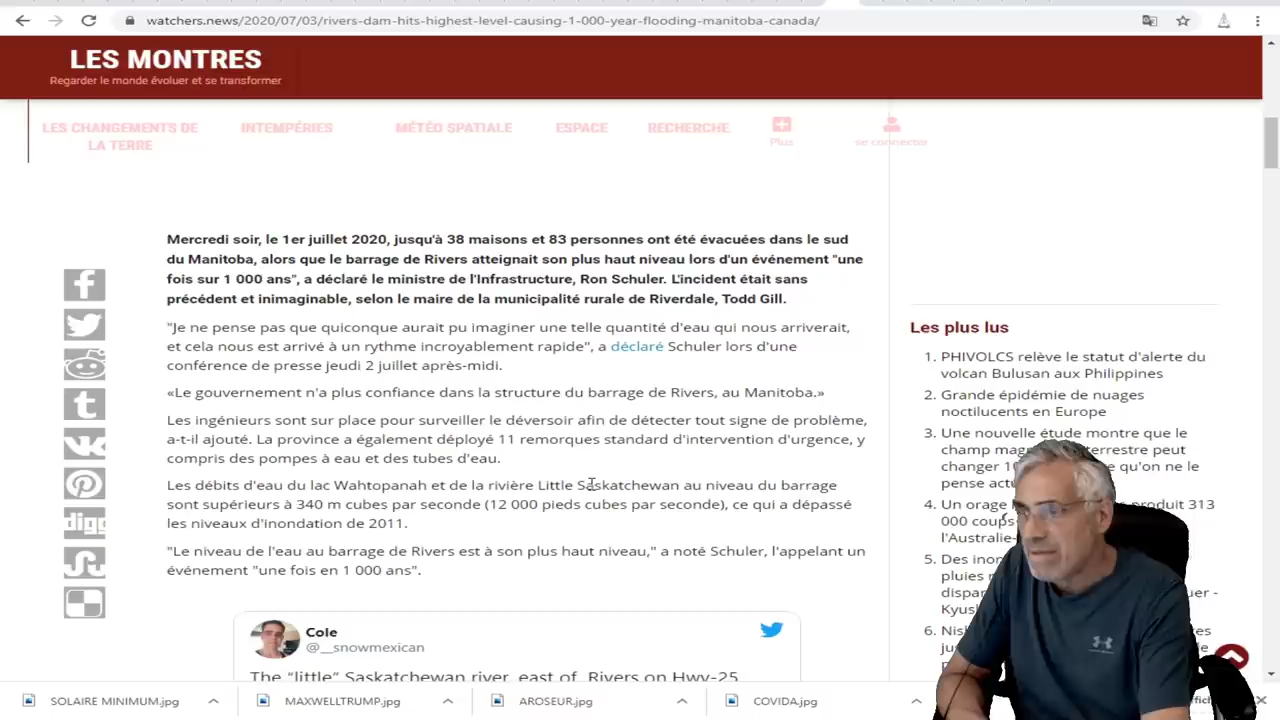 watchers.news/2020/07/03/rivers-dam-hits-highest-level-causing-1-000-year-flooding-manitoba-canada/
LES MONTRES
Regarder le monde évoluer et se transformer
LES CHANGEMENTS DE LA TERRE
INTEMPÉRIES
MÉTÉO SPATIALE
ESPACE
RECHERCHE
Plus
se connecter
Mercredi soir, le 1er juillet 2020, jusqu'à 38 maisons et 83 personnes ont été évacuées dans le sud
du Manitoba, alors que le barrage de Rivers atteignait son plus haut niveau lors d'un événement "une
fois sur 1 000 ans", a déclaré le ministre de l'Infrastructure, Ron Schuler. L'incident était sans
précédent et inimaginable, selon le maire de la municipalité rurale de Riverdale, Todd Gill.
"Je ne pense pas que quiconque aurait pu imaginer une telle quantité d'eau qui nous arriverait,
et cela nous est arrivé à un rythme incroyablement rapide", a déclaré Schuler lors d'une
conférence de presse jeudi 2 juillet après-midi.
«Le gouvernement n'a plus confiance dans la structure du barrage de Rivers, au Manitoba.»
Les ingénieurs sont sur place pour surveiller le déversoir afin de détecter tout signe de problème,
a-t-il ajouté. La province a également déployé 11 remorques standard d'intervention d'urgence, y
compris des pompes à eau et des tubes d'eau.
Les débits d'eau du lac Wahtopanah et de la rivière Little Saskatchewan au niveau du barrage
sont supérieurs à 340 m cubes par seconde (12 000 pieds cubes par seconde), ce qui a dépassé
les niveaux d'inondation de 2011.
"Le niveau de l'eau au barrage de Rivers est à son plus haut niveau," a noté Schuler, l'appelant un
événement "une fois en 1 000 ans".
Cole
@__snowmexican
The "little" Saskatchewan river, east of Rivers on Hwy-25
Les plus lus
1. PHIVOLCS relève le statut d'alerte du
volcan Bulusan aux Philippines
2. Grande épidémie de nuages
noctilucents en Europe
3. Une nouvelle étude montre que le
champ terrestre peut
changer qu'on ne le
pense
4. Un orage produit 313
000 coups
l'Australie-
5. Des
pluies
Kyus
6.
digg
SOLAIRE MINIMUM.jpg
MAXWELLTRUMP.jpg
AROSEUR.jpg
COVIDA.jpg